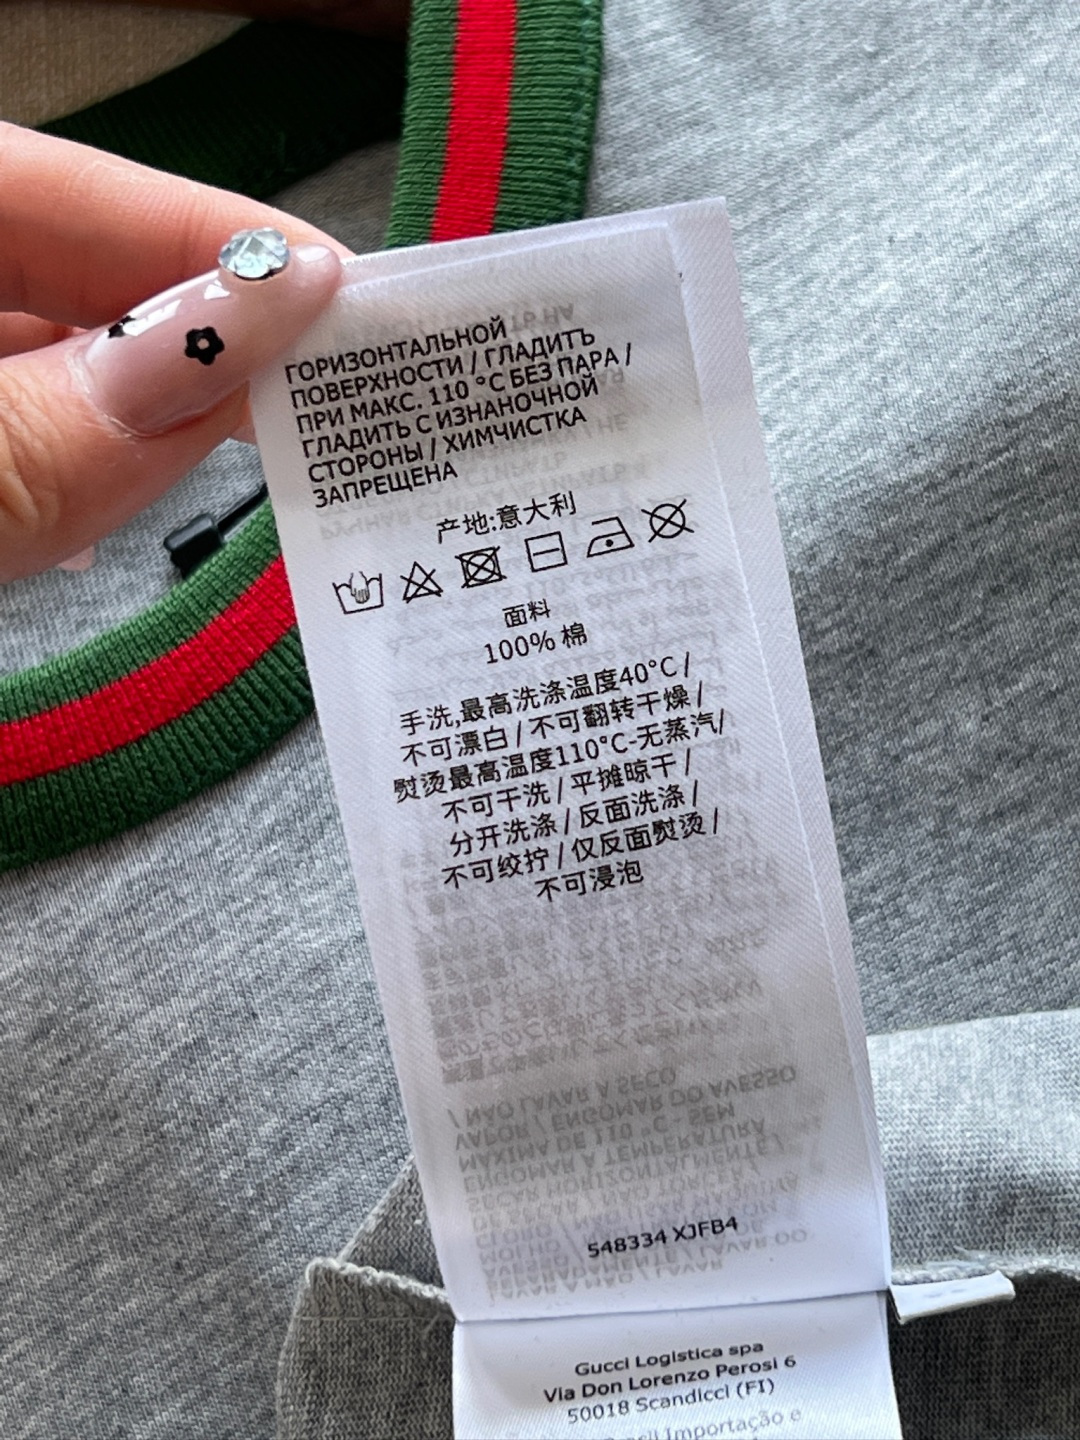 ГОРИЗОНТАЛЬНОЙ
ПОВЕРХНОСТИ / ГЛАДИТЬ
ПРИ МАКС. 110 °C БЕЗ ПАРА /
ГЛАДИТЬ С ИЗНАНОЧНОЙ
СТОРОНЫ / ХИМЧИСТКА
ЗАПРЕЩЕНА
产地:意大利
面料
100% 棉
手洗,最高洗涤温度40°C /
不可漂白 / 不可翻转干燥 /
熨烫最高温度110°C-无蒸汽/
不可干洗 / 平摊晾干 /
分开洗涤 / 反面洗涤 /
不可绞拧 / 仅反面熨烫 /
不可浸泡
548334 XJFB4
Gucci Logistica spa
Via Don Lorenzo Perosi 6
50018 Scandicci (FI)
Brasil Importação e